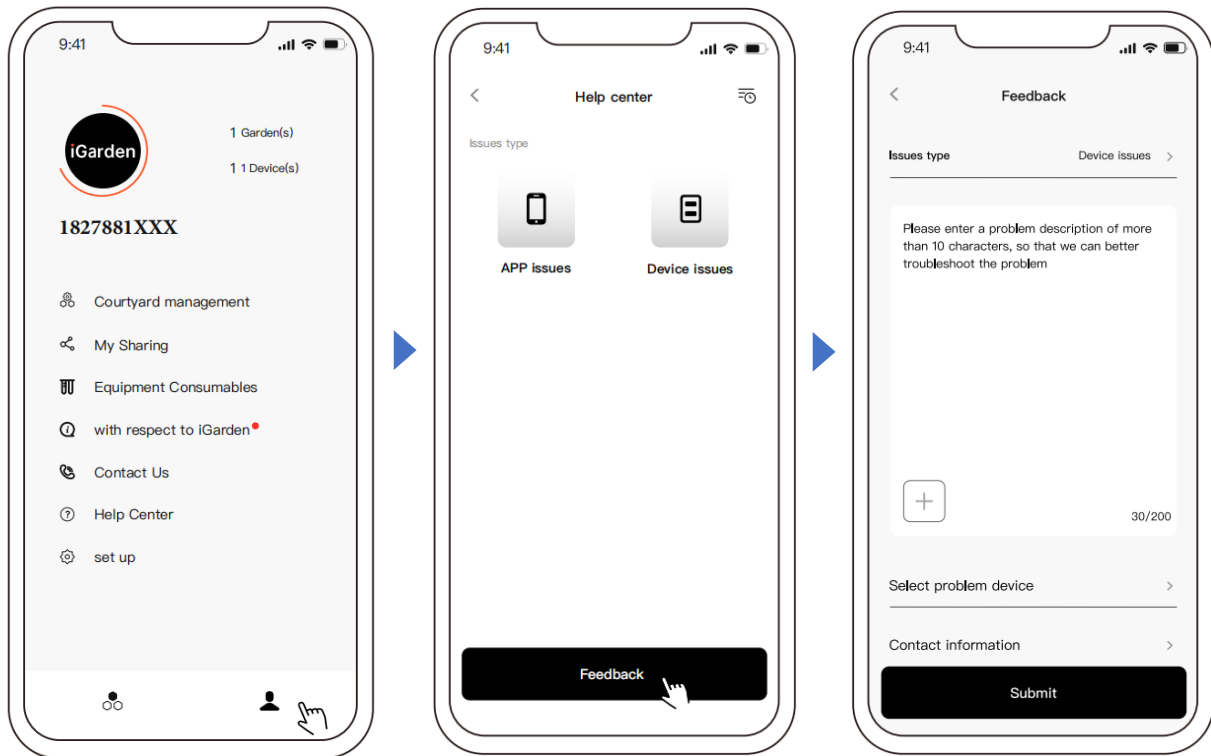 9:41
iGarden
1 Garden(s)
1 1 Device(s)
1827881XXX
Courtyard management
My Sharing
Equipment Consumables
with respect to iGarden
Contact Us
Help Center
set up
9:41
Help center
Issues type
APP issues
Device issues
Feedback
9:41
Feedback
Issues type
Device issues
Please enter a problem description of more
than 10 characters, so that we can better
troubleshoot the problem
30/200
Select problem device
Contact information
Submit